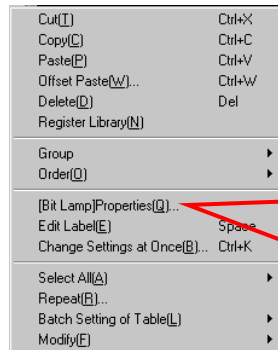 Cut(T) Ctrl+X
Copy(C) Ctrl+C
Paste(P) Ctrl+V
Offset Paste(W)... Ctrl+W
Delete(D) Del
Register Library(N)
Group
Order(O)
[Bit Lamp]Properties(Q)...
Edit Label(E) Space
Change Settings at Once(B)... Ctrl+K
Select All(A)
Repeat(R)...
Batch Setting of Table(L)
Modify(F)